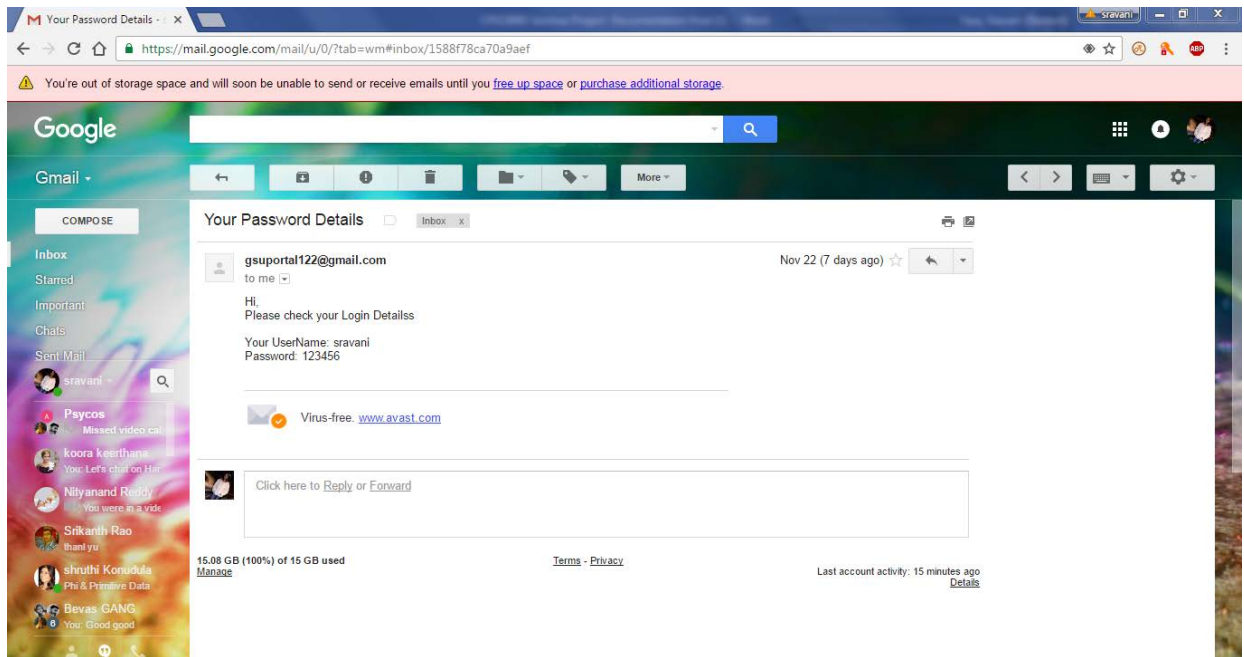 Your Password Details -
sravani
https://mail.google.com/mail/u/0/?tab=wm#inbox/1588f78ca70a9aef
ABP
You're out of storage space and will soon be unable to send or receive emails until you free up space or purchase additional storage.
Google
Gmail
More
COMPOSE
Your Password Details
Inbox x
Inbox
Starred
Important
Chats
Sent Mail
gsuportal122@gmail.com
Nov 22 (7 days ago)
to me
Hi,
Please check your Login Detailss
Your UserName: sravani
Password: 123456
Virus-free. www.avast.com
sravani
Psycos
Missed video cal
koora keerthana
You: Let's chat on Han
Nityanand Reddy
You were in a vide
Srikanth Rao
thanl yu
shruthi Konudula
Phi & Primitive Data
Bevas GANG
6
You: Good good
Click here to Reply or Forward
15.08 GB (100%) of 15 GB used
Manage
Terms - Privacy
Last account activity: 15 minutes ago
Details